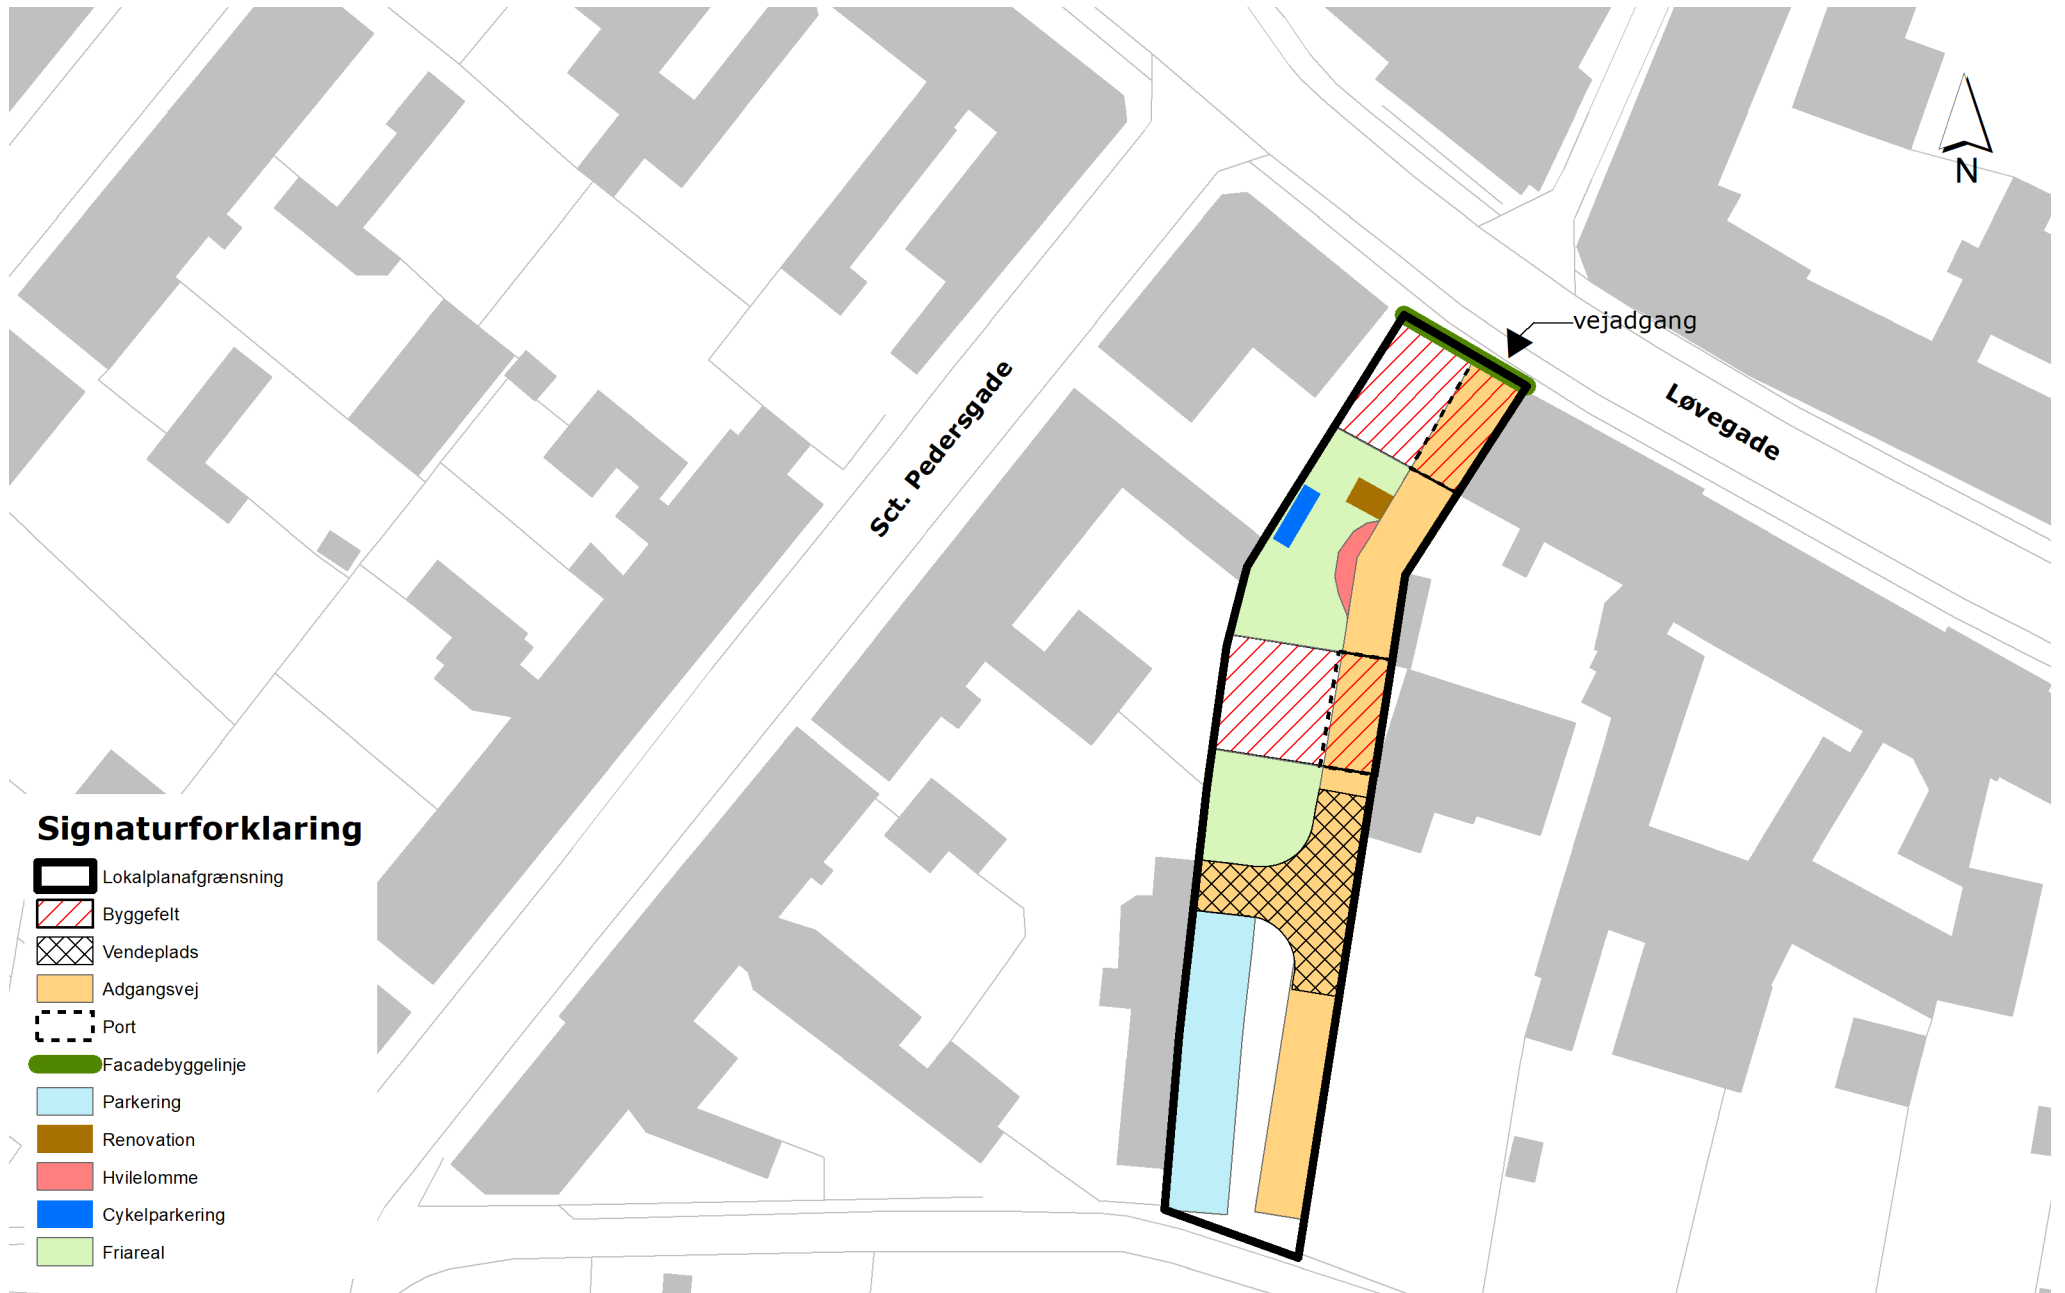 N
vejadgang
Løvegade
Sct. Pedersgade
Signaturforklaring
Lokalplanafgrænsning
Byggefelt
Vendeplads
Adgangsvej
Port
Facadebyggelinje
Parkering
Renovation
Hvilelomme
Cykelparkering
Friareal